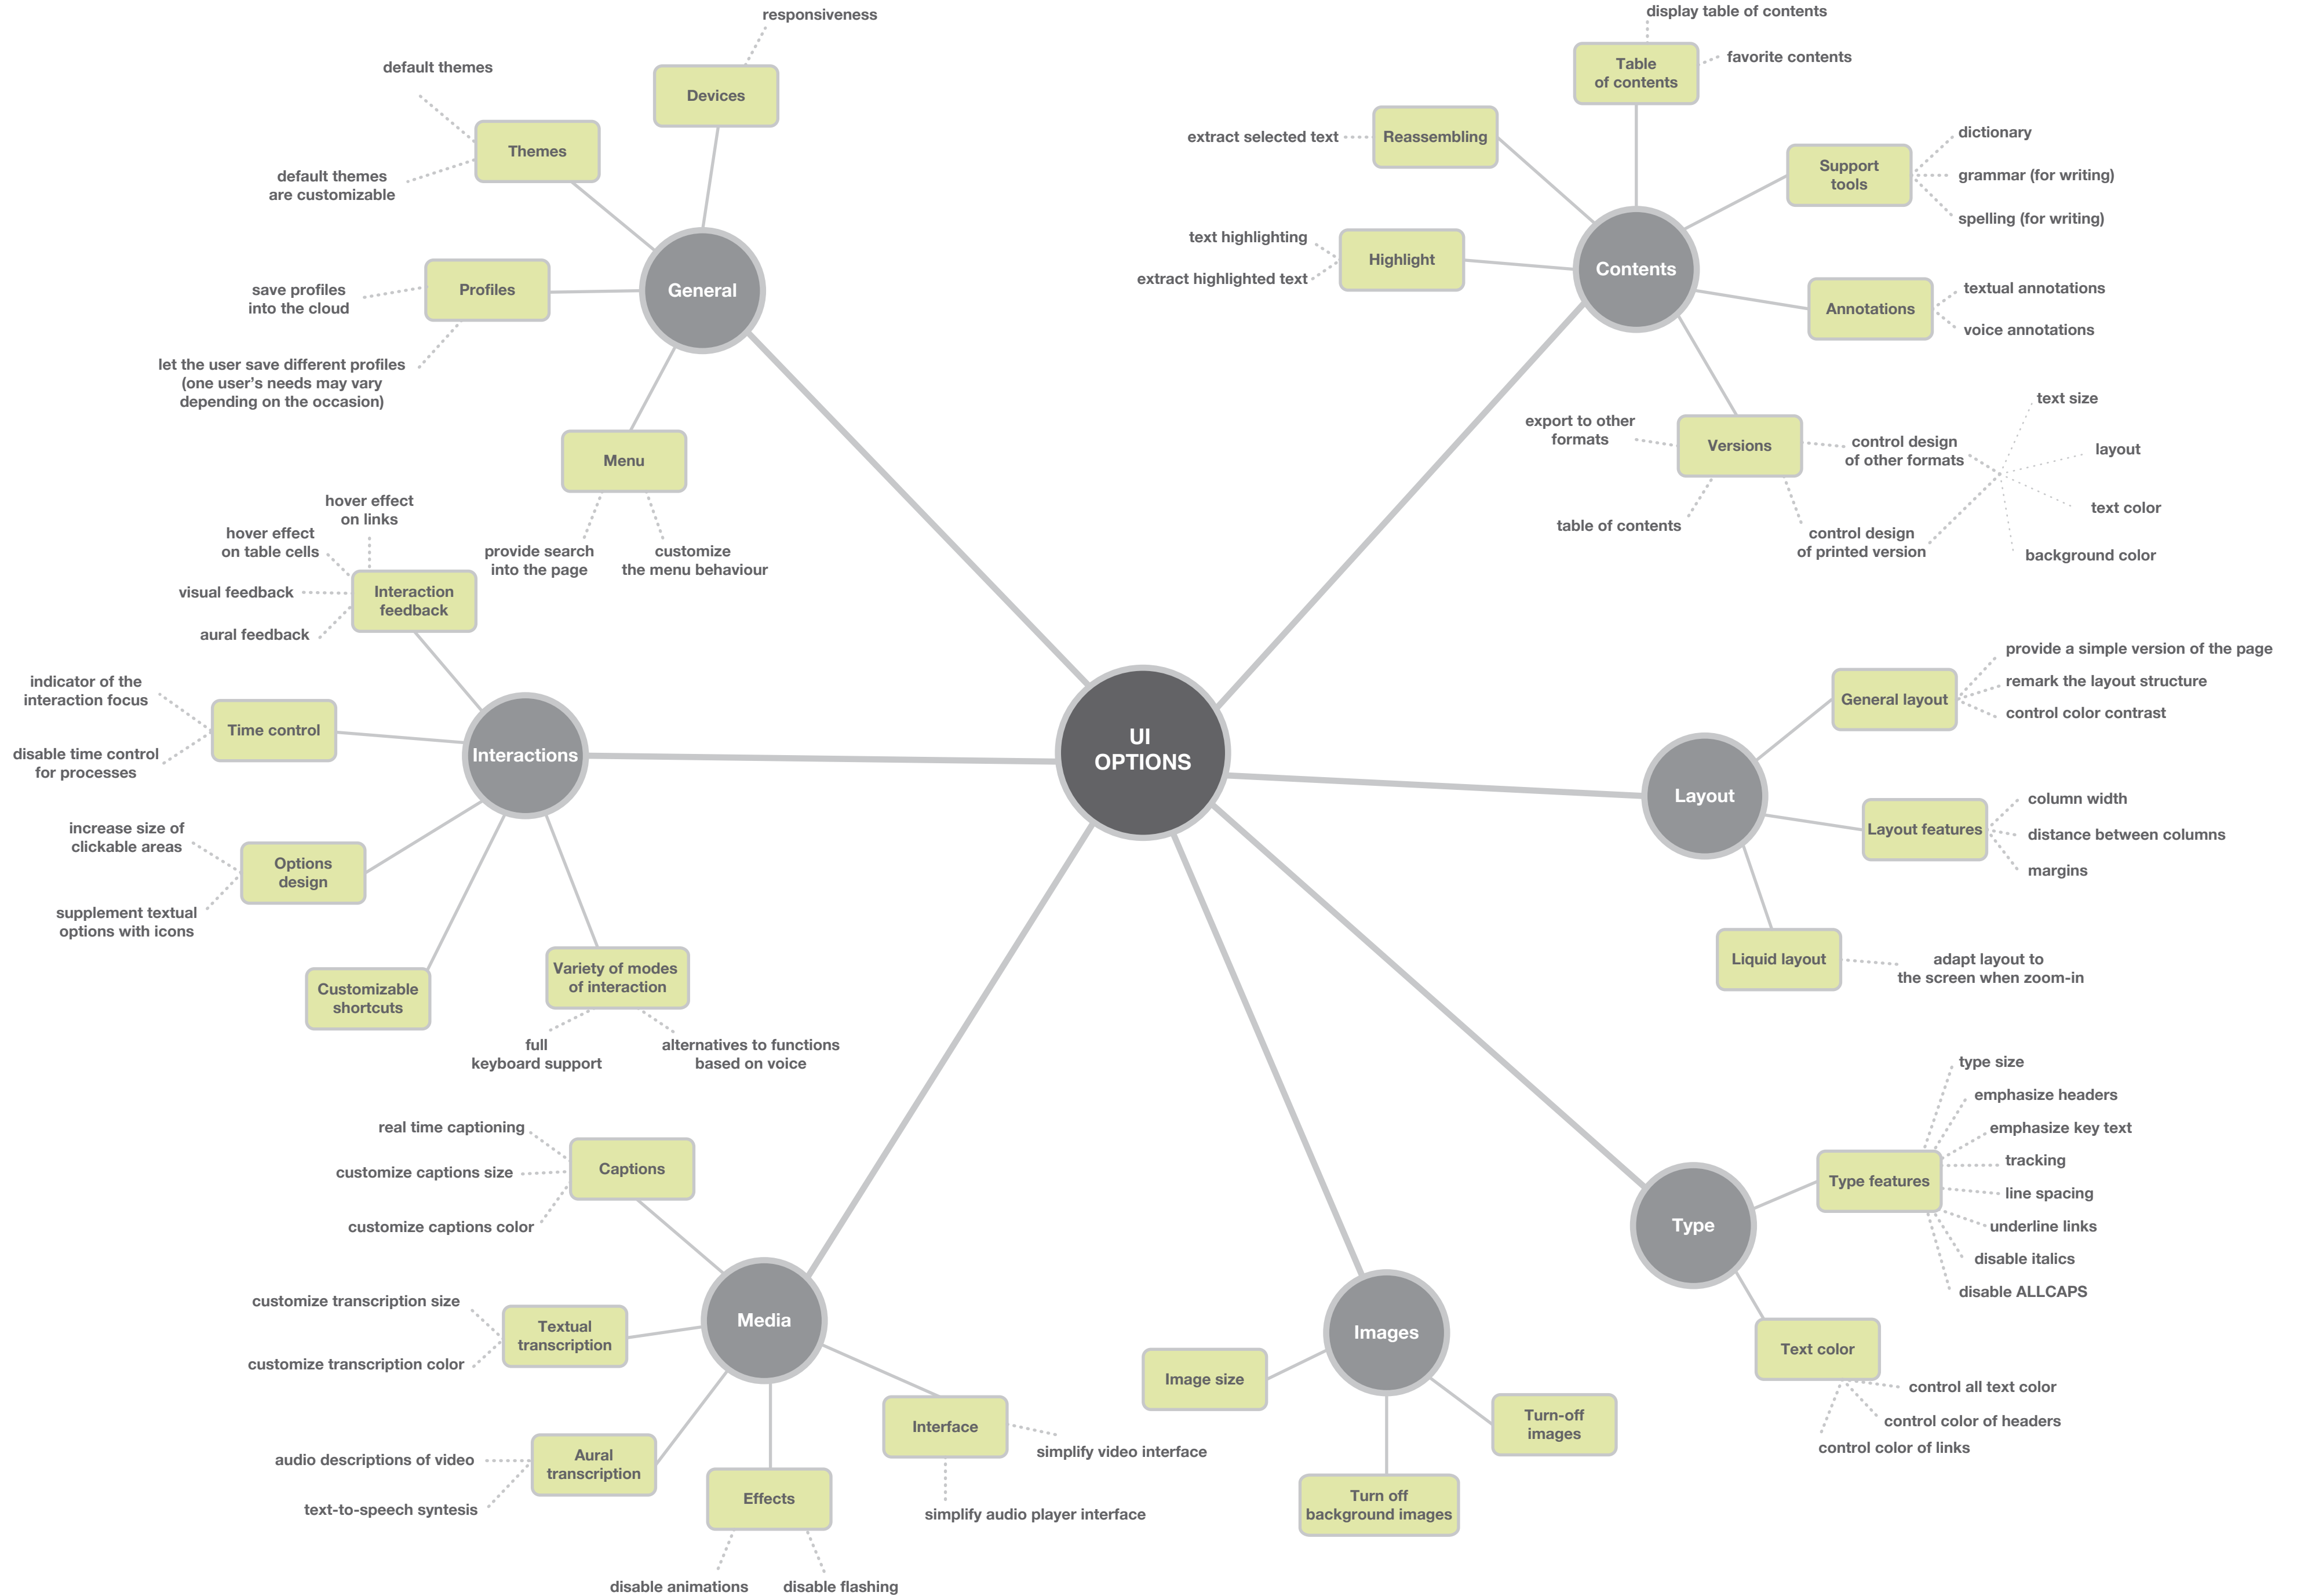 UI
OPTIONS
General
Devices
responsiveness
Themes
default themes
default themes
are customizable
Profiles
save profiles
into the cloud
let the user save different profiles
(one user’s needs may vary
depending on the occasion)
Menu
provide search
into the page
customize
the menu behaviour
Contents
Table
of contents
display table of contents
favorite contents
Reassembling
extract selected text
Support
tools
dictionary
grammar (for writing)
spelling (for writing)
Highlight
text highlighting
extract highlighted text
Annotations
textual annotations
voice annotations
Versions
export to other
formats
table of contents
control design
of other formats
control design
of printed version
text size
layout
text color
background color
Interactions
Interaction
feedback
hover effect
on links
hover effect
on table cells
visual feedback
aural feedback
Time control
indicator of the
interaction focus
disable time control
for processes
Options
design
increase size of
clickable areas
supplement textual
options with icons
Customizable
shortcuts
Variety of modes
of interaction
full
keyboard support
alternatives to functions
based on voice
Layout
General layout
provide a simple version of the page
remark the layout structure
control color contrast
Layout features
column width
distance between columns
margins
Liquid layout
adapt layout to
the screen when zoom-in
Media
Captions
real time captioning
customize captions size
customize captions color
Textual
transcription
customize transcription size
customize transcription color
Aural
transcription
audio descriptions of video
text-to-speech syntesis
Effects
disable animations
disable flashing
Interface
simplify video interface
simplify audio player interface
Images
Image size
Turn off
background images
Turn-off
images
Type
Type features
type size
emphasize headers
emphasize key text
tracking
line spacing
underline links
disable italics
disable ALLCAPS
Text color
control all text color
control color of headers
control color of links